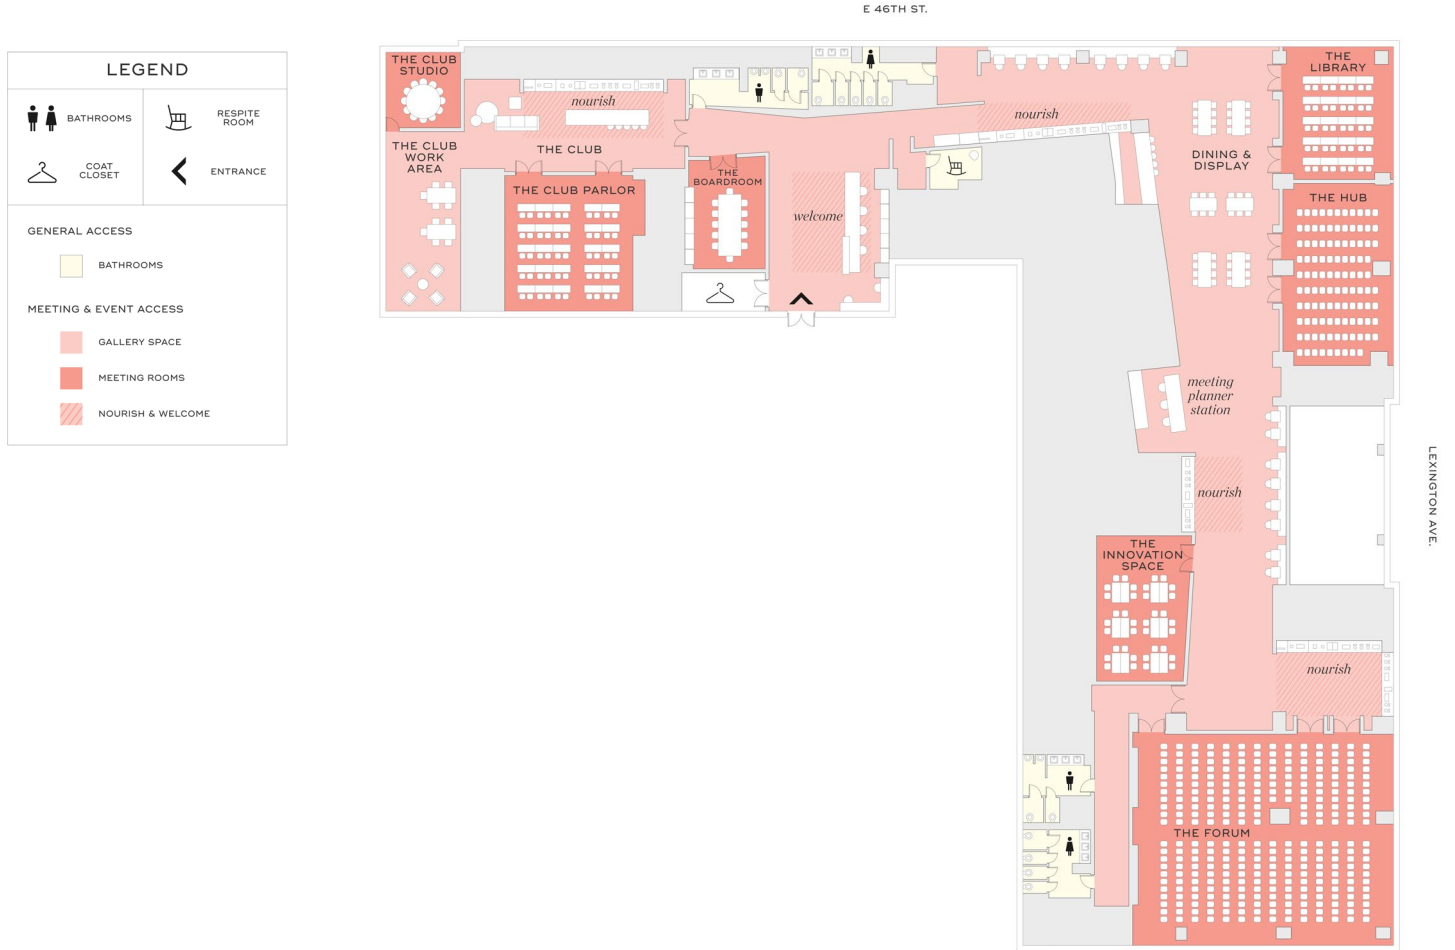 E 46TH ST.
LEGEND
BATHROOMS
RESPITE
ROOM
COAT
CLOSET
ENTRANCE
GENERAL ACCESS
BATHROOMS
MEETING & EVENT ACCESS
GALLERY SPACE
MEETING ROOMS
NOURISH & WELCOME
THE CLUB
STUDIO
nourish
THE CLUB
WORK
AREA
THE CLUB
THE CLUB PARLOR
THE
BOARDROOM
welcome
nourish
DINING &
DISPLAY
THE
LIBRARY
THE HUB
meeting
planner
station
nourish
THE
INNOVATION
SPACE
nourish
THE FORUM
LEXINGTON AVE.